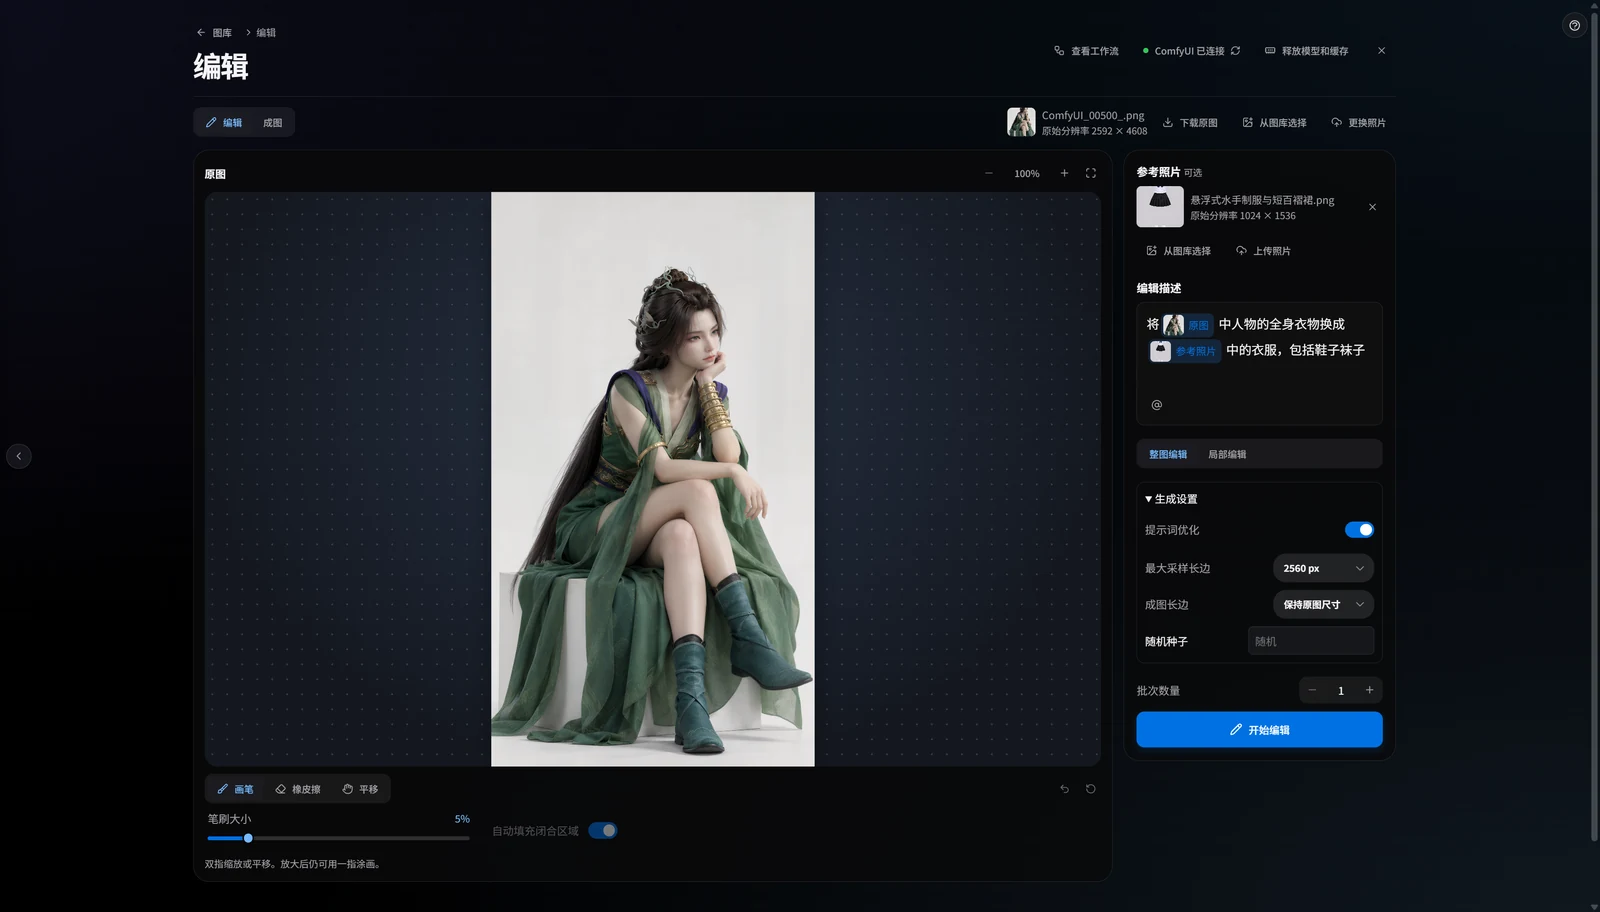 图库
编辑
编辑
查看工作流
ComfyUI 已连接
释放模型和缓存
编辑
成图
ComfyUI_00500_.png
原始分辨率 2592 × 4608
下载原图
从图库选择
更换照片
原图
100%
参考照片 可选
悬浮式水手制服与短百褶裙.png
原始分辨率 1024 × 1536
从图库选择
上传照片
编辑描述
将 原图 中人物的全身衣物换成
参考照片 中的衣服，包括鞋子袜子
@
整图编辑
局部编辑
▼ 生成设置
提示词优化
最大采样长边
2560 px
成图长边
保持原图尺寸
随机种子
随机
批次数量
1
开始编辑
画笔
橡皮擦
平移
笔刷大小
5%
自动填充闭合区域
双指缩放或平移。放大后仍可用一指涂画。